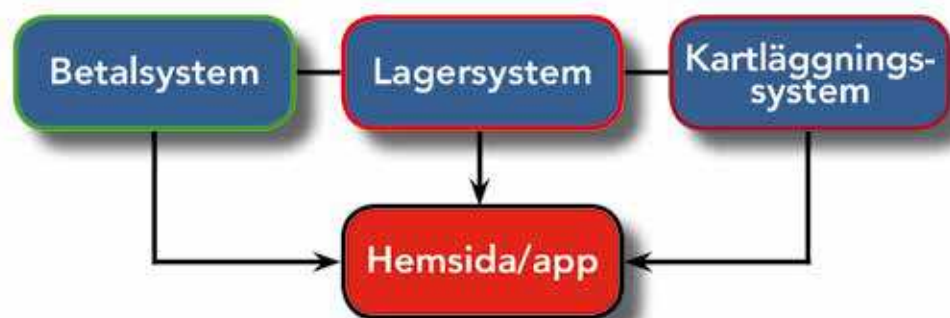 Betalsystem
Lagersystem
Kartläggnings-
system
Hemsida/app